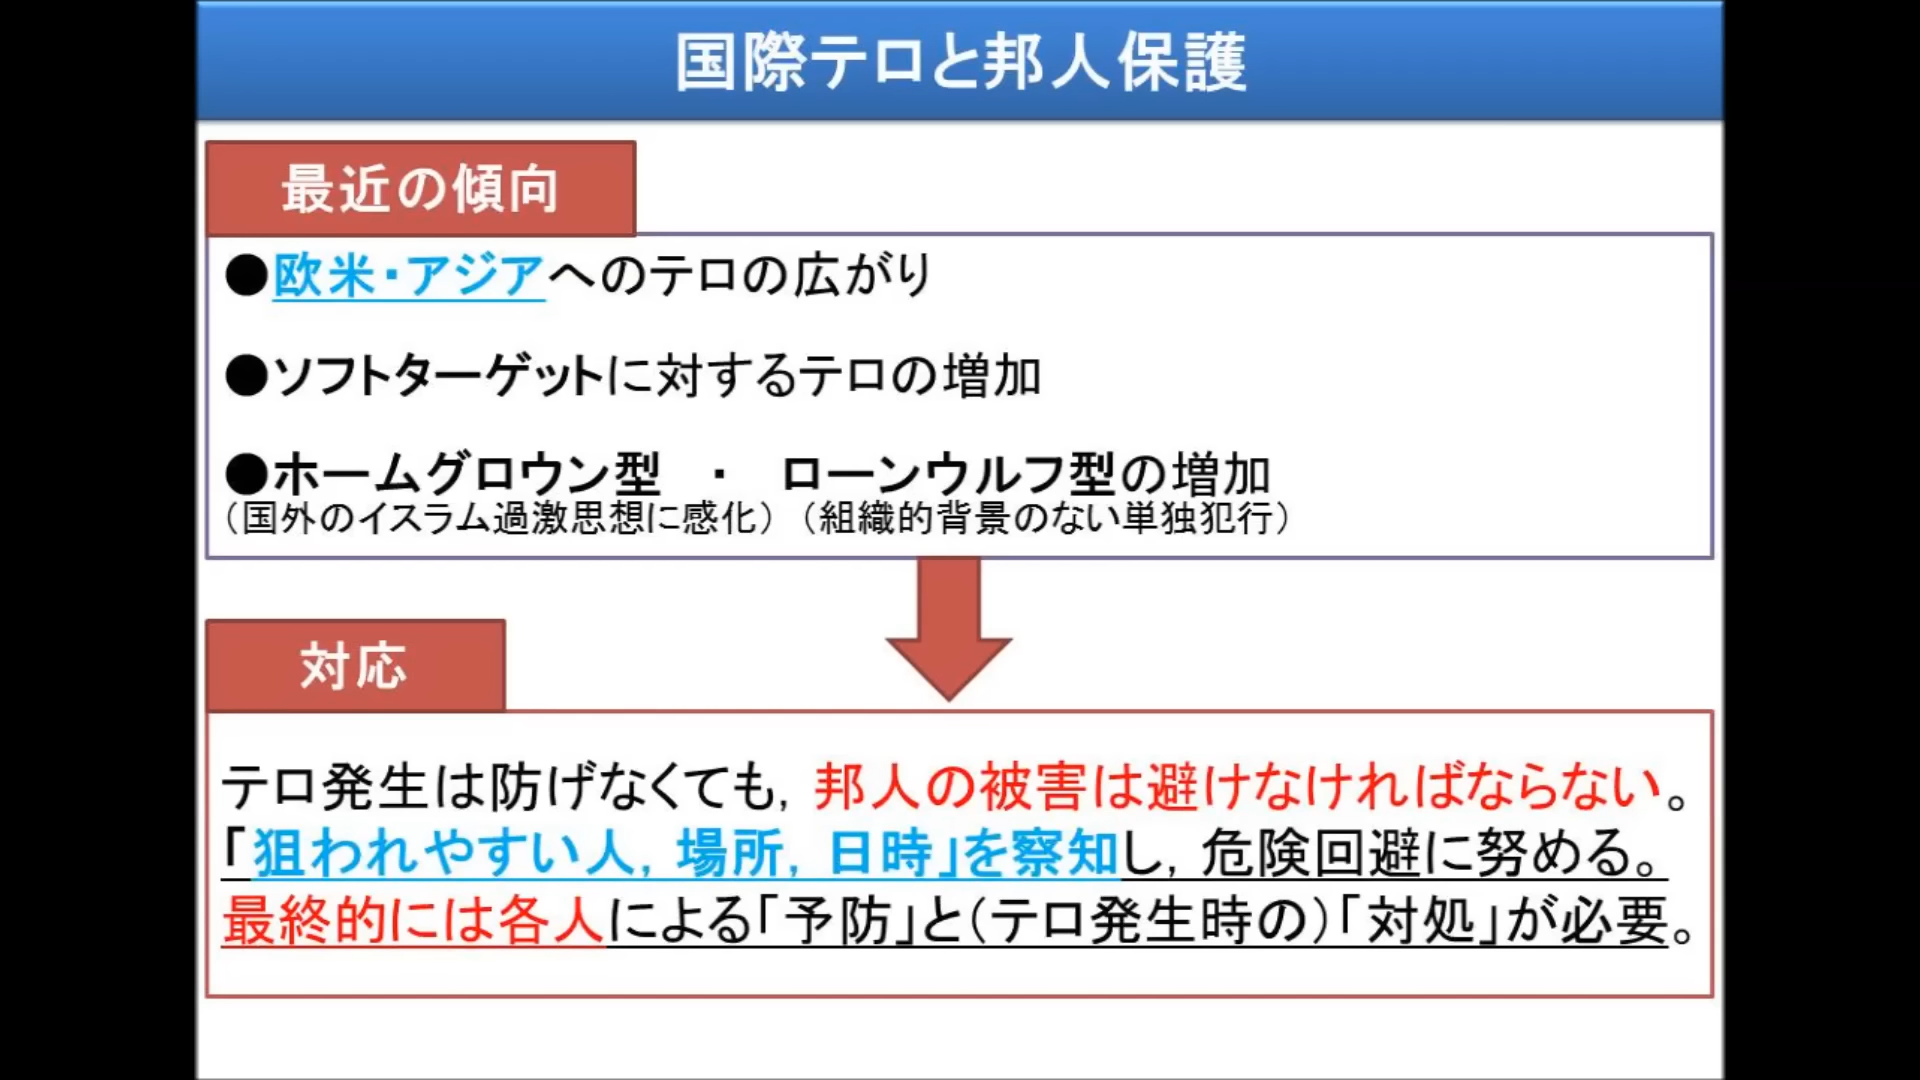 国際テロと邦人保護
最近の傾向
●欧米・アジアへのテロの広がり
●ソフトターゲットに対するテロの増加
●ホームグロウン型　・　ローンウルフ型の増加
（国外のイスラム過激思想に感化）（組織的背景のない単独犯行）
対応
テロ発生は防げなくても，邦人の被害は避けなければならない。
「狙われやすい人，場所，日時」を察知し，危険回避に努める。
最終的には各人による「予防」と（テロ発生時の）「対処」が必要。